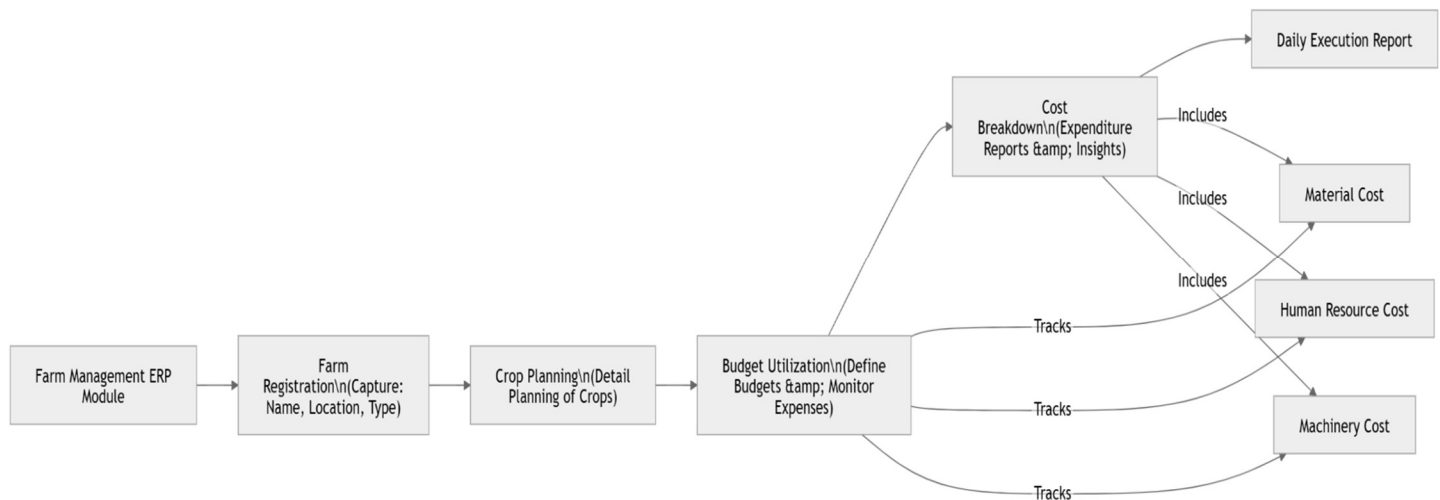 Daily Execution Report
Cost
Breakdown\n(Expenditure
Reports &amp; Insights)
Includes
Material Cost
Includes
Includes
Human Resource Cost
Tracks
Farm Management ERP
Module
Farm
Registration\n(Capture:
Name, Location, Type)
Crop Planning\n(Detail
Planning of Crops)
Budget Utilization\n(Define
Budgets &amp; Monitor
Expenses)
Tracks
Machinery Cost
Tracks